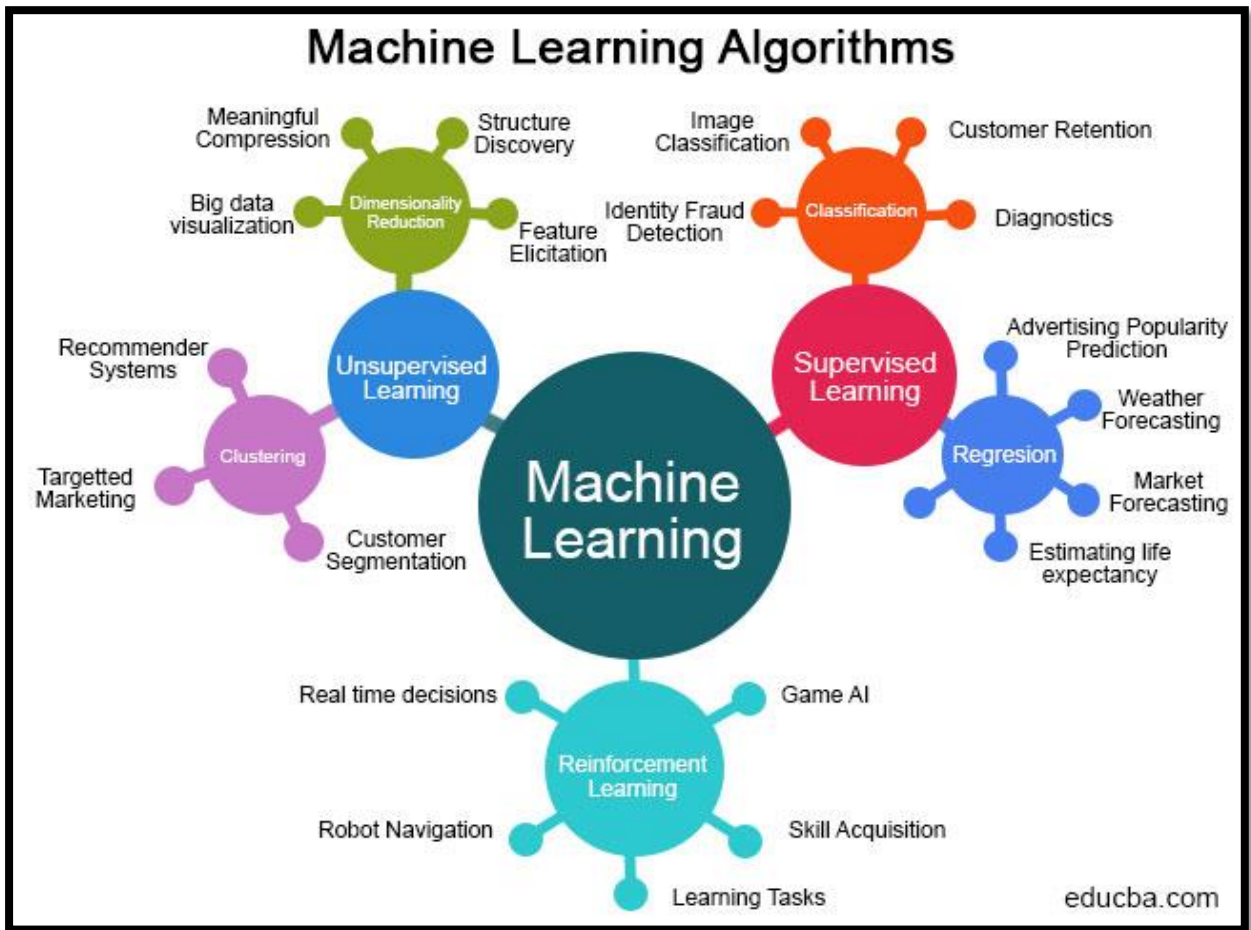 Machine Learning Algorithms
Meaningful
Compression
Structure
Discovery
Big data
visualization
Dimensionality
Reduction
Feature
Elicitation
Image
Classification
Customer Retention
Identity Fraud
Detection
Classification
Diagnostics
Recommender
Systems
Unsupervised
Learning
Clustering
Targetted
Marketing
Customer
Segmentation
Machine
Learning
Supervised
Learning
Advertising Popularity
Prediction
Weather
Forecasting
Regresion
Market
Forecasting
Estimating life
expectancy
Real time decisions
Game AI
Reinforcement
Learning
Robot Navigation
Skill Acquisition
Learning Tasks
educba.com